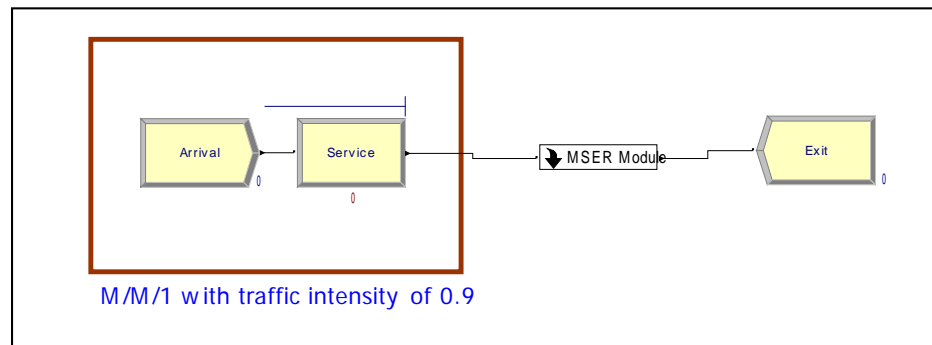 Arrival
Service
MSER Module
Exit
0
0
0
M/M/1 with traffic intensity of 0.9